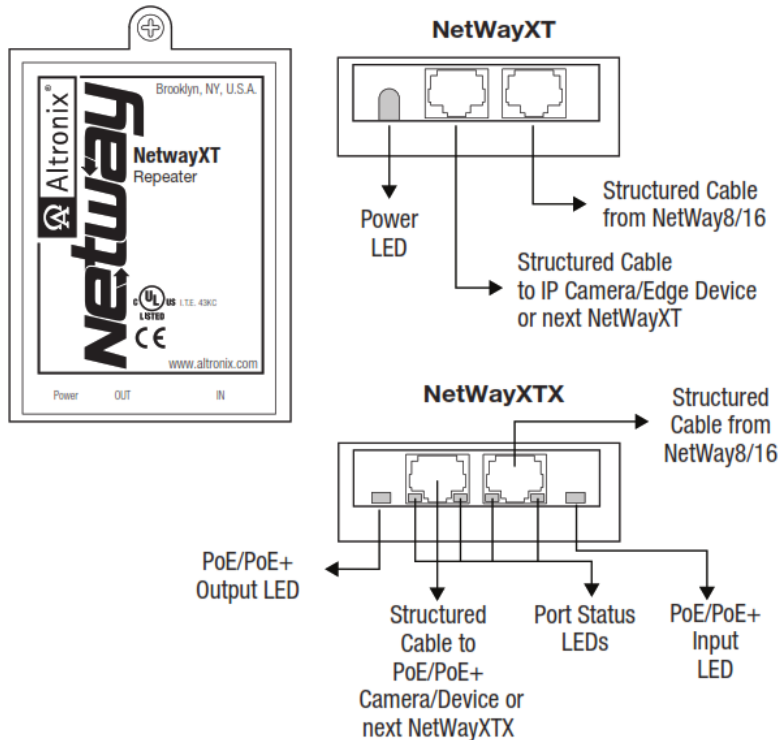 Brooklyn, NY, U.S.A.
Altronix®
Netway
NetwayXT
Repeater
C UL US I.T.E. 43KC
LISTED
CE
www.altronix.com
Power OUT IN
NetWayXT
Power
LED
Structured Cable
from NetWay8/16
Structured Cable
to IP Camera/Edge Device
or next NetWayXT
NetWayXTX
Structured
Cable from
NetWay8/16
PoE/PoE+
Output LED
Structured
Cable to
PoE/PoE+
Camera/Device or
next NetWayXTX
Port Status
LEDs
PoE/PoE+
Input
LED